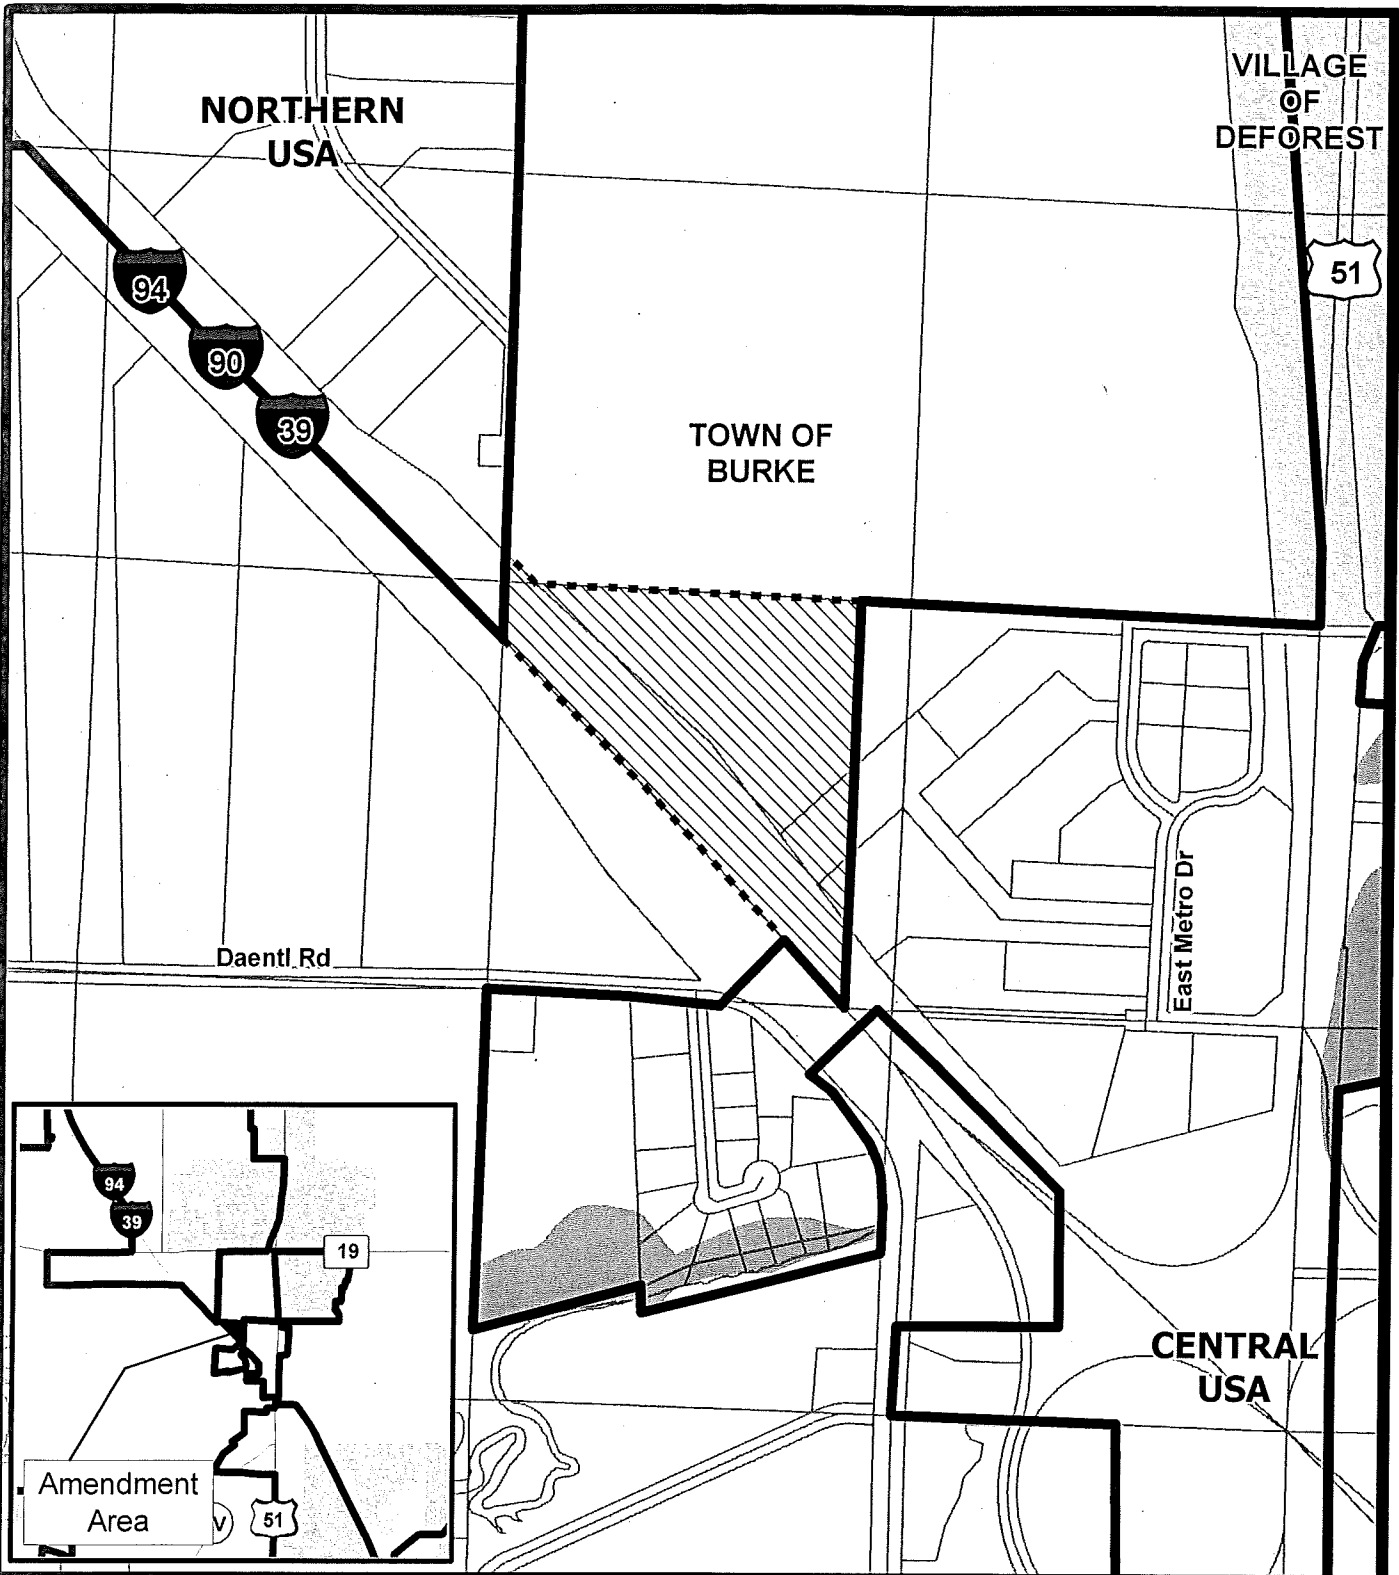 NORTHERN
USA
VILLAGE
OF
DEFOREST
94
90
39
51
TOWN OF
BURKE
Daentl Rd
East Metro Dr
94
39
19
Amendment
Area
V
51
CENTRAL
USA